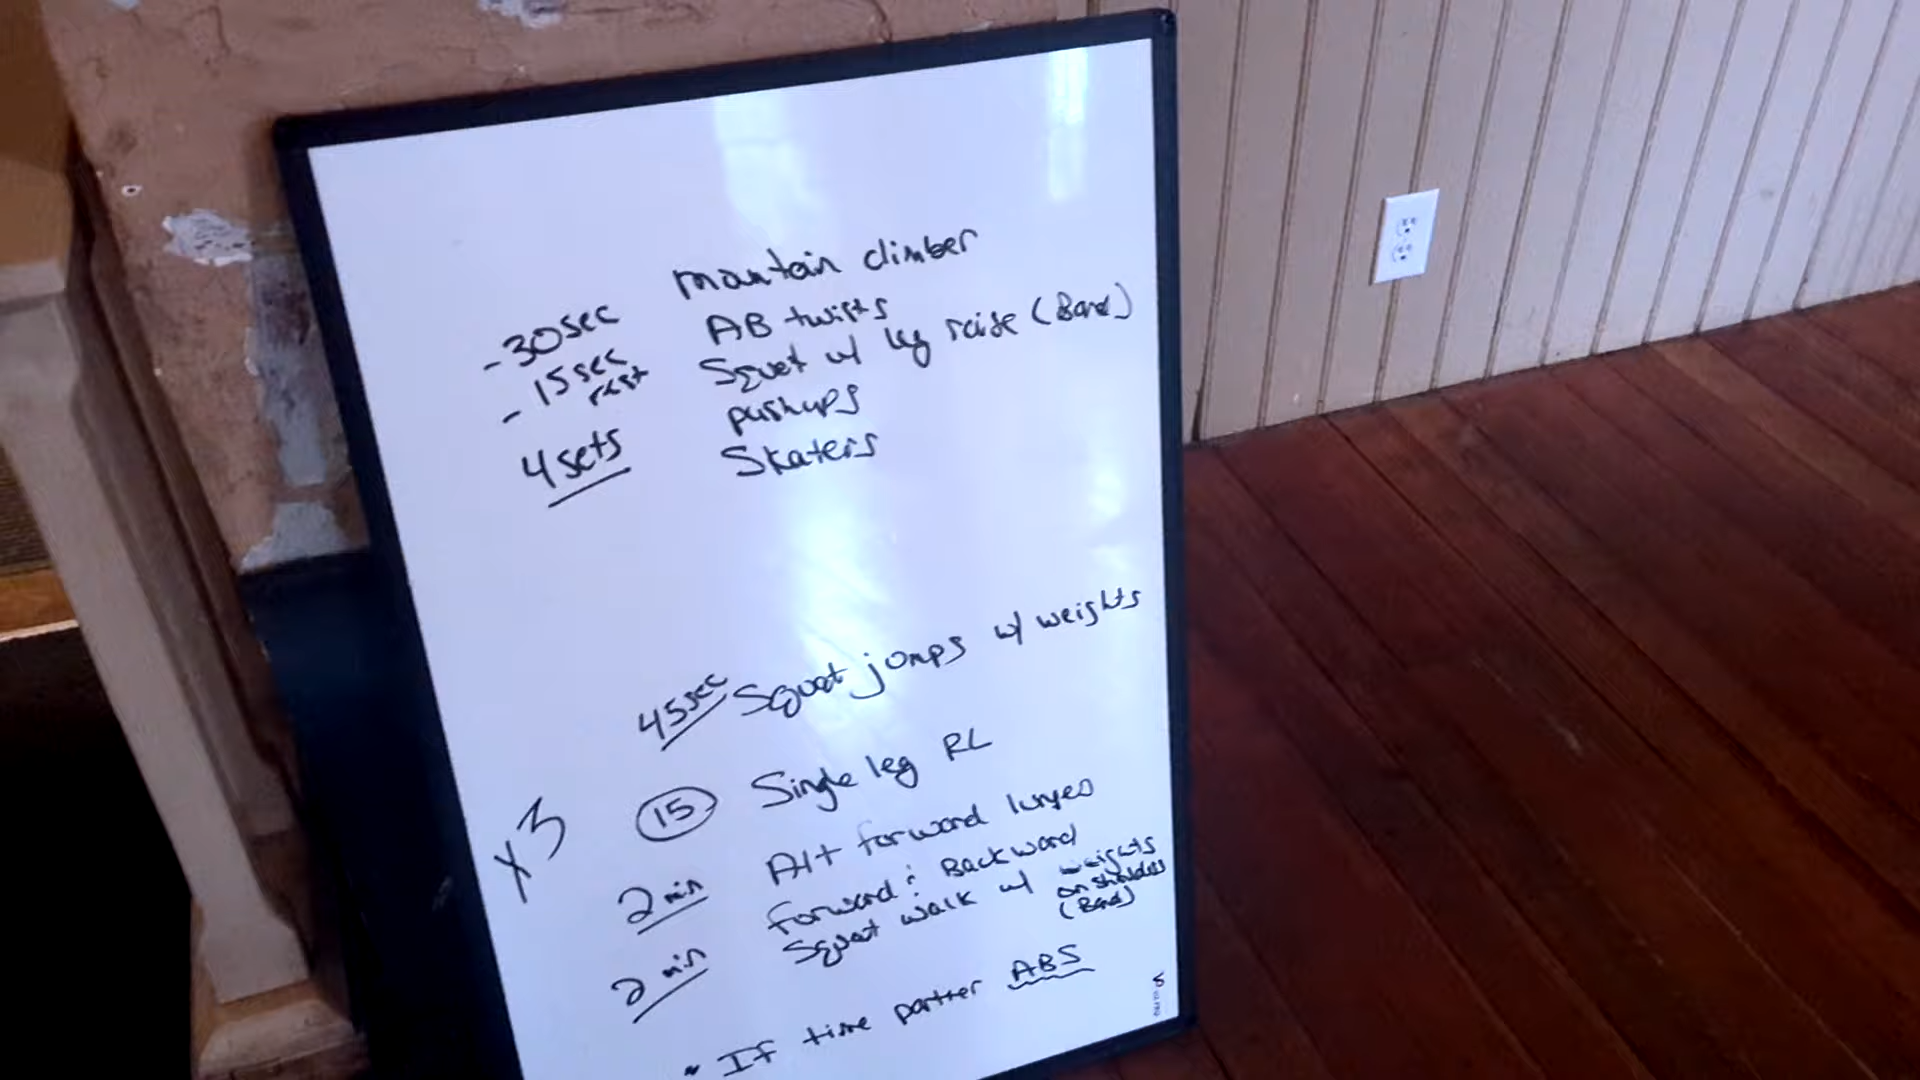 mountain climber
-30sec AB twists
-15sec rest Squat w/ leg raise (Band)
pushups
4sets Skaters
45sec Squat jumps w/ weights
x3 15 Single leg RL
2 min Alt forward lunges
2 min forward & Backward
Squat walk w/ weights on shoulders (Band)
~ If time partner ABS